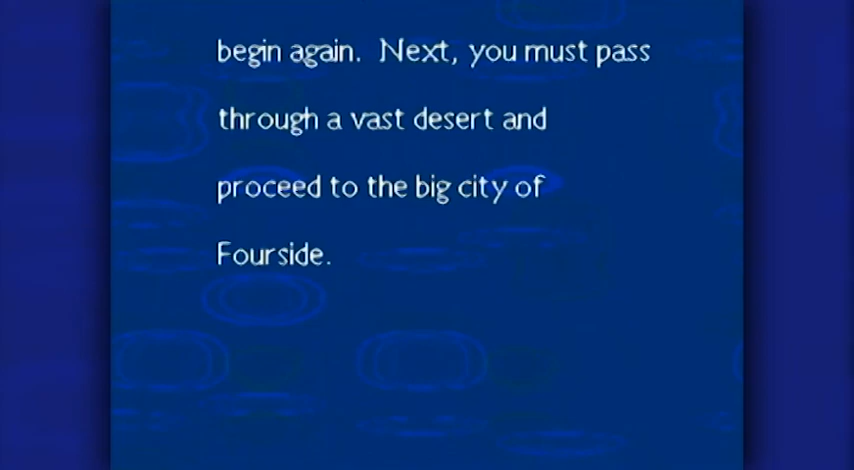 begin again. Next, you must pass
through a vast desert and
proceed to the big city of
Fourside.